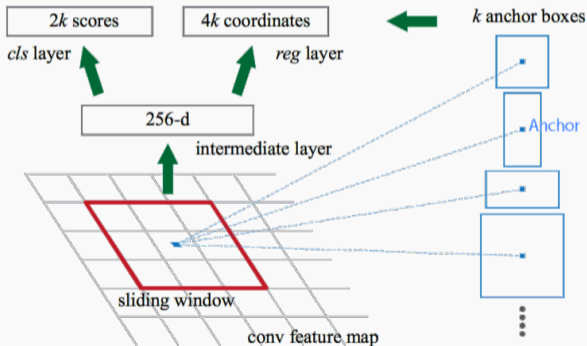 2k scores
4k coordinates
k anchor boxes
cls layer
reg layer
256-d
intermediate layer
Anchor
sliding window
conv feature map